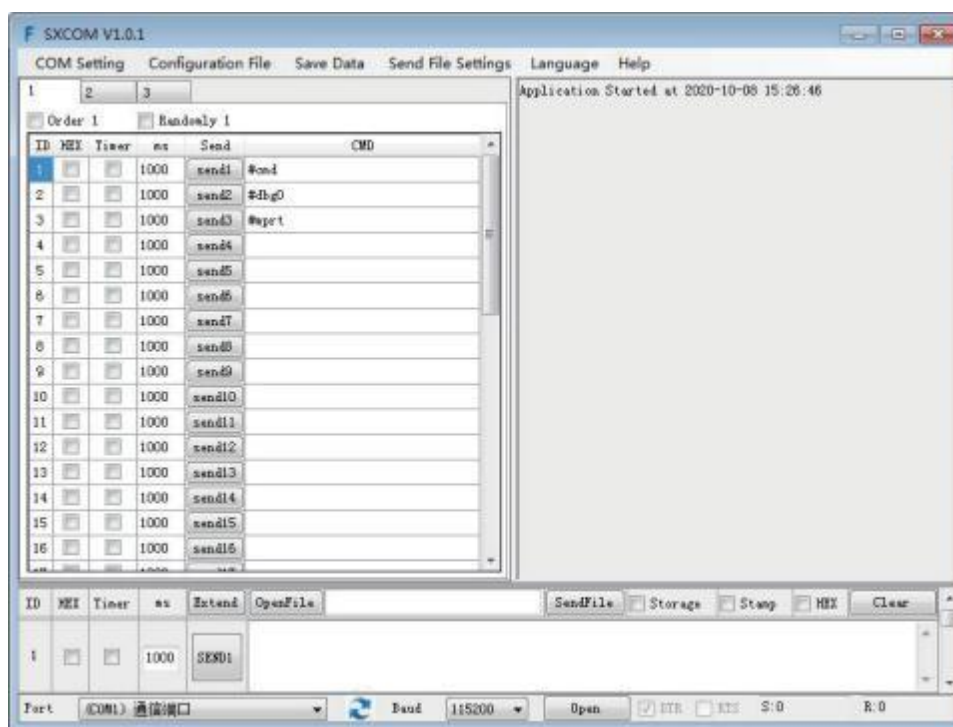 SXCOM V1.0.1
COM Setting Configuration File Save Data Send File Settings Language Help
1 2 3
Order 1 Randomly 1
ID HEX Timer ms Send CMD
1 1000 send1 #cmd
2 1000 send2 #dbg0
3 1000 send3 #wprt
4 1000 send4
5 1000 send5
6 1000 send6
7 1000 send7
8 1000 send8
9 1000 send9
10 1000 send10
11 1000 send11
12 1000 send12
13 1000 send13
14 1000 send14
15 1000 send15
16 1000 send16
Application Started at 2020-10-08 15:26:46
ID HEX Timer ms Extend OpenFile SendFile Storage Stamp HEX Clear
1 1000 SEND1
Port (COM1) 通信端口 Baud 115200 Open DTR RTS S:0 R:0